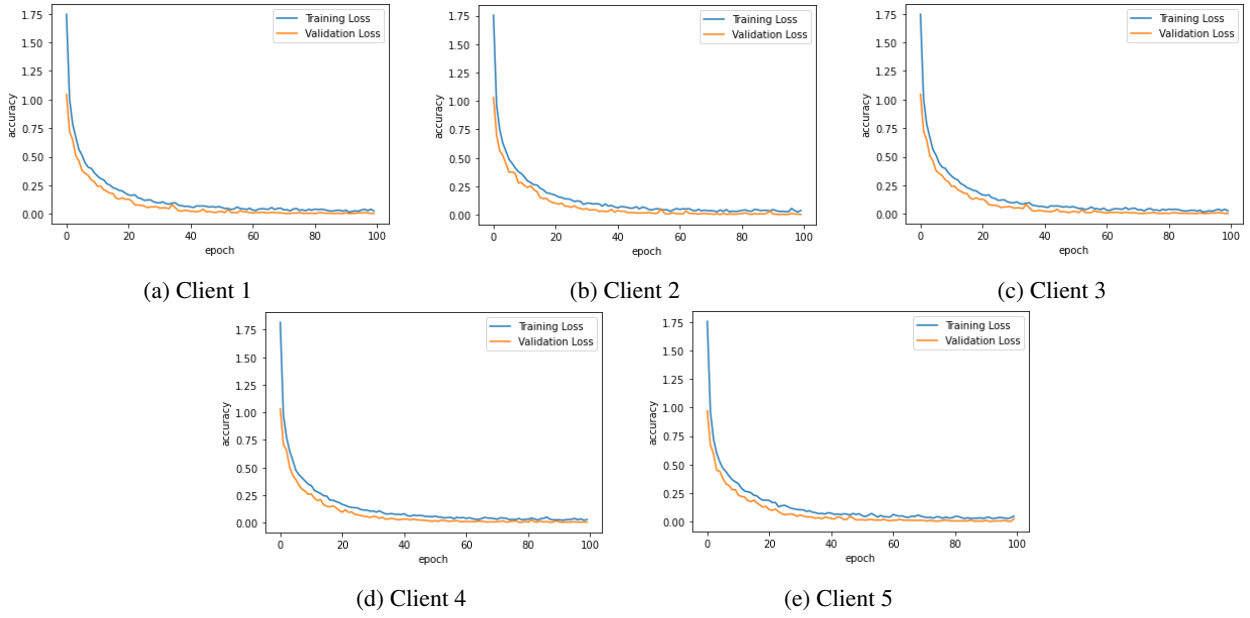 1.75
1.50
1.25
1.00
0.75
0.50
0.25
0.00
accuracy
Training Loss
Validation Loss
0 20 40 60 80 100
epoch
(a) Client 1
1.75
1.50
1.25
1.00
0.75
0.50
0.25
0.00
accuracy
Training Loss
Validation Loss
0 20 40 60 80 100
epoch
(b) Client 2
1.75
1.50
1.25
1.00
0.75
0.50
0.25
0.00
accuracy
Training Loss
Validation Loss
0 20 40 60 80 100
epoch
(c) Client 3
1.75
1.50
1.25
1.00
0.75
0.50
0.25
0.00
accuracy
Training Loss
Validation Loss
0 20 40 60 80 100
epoch
(d) Client 4
1.75
1.50
1.25
1.00
0.75
0.50
0.25
0.00
accuracy
Training Loss
Validation Loss
0 20 40 60 80 100
epoch
(e) Client 5